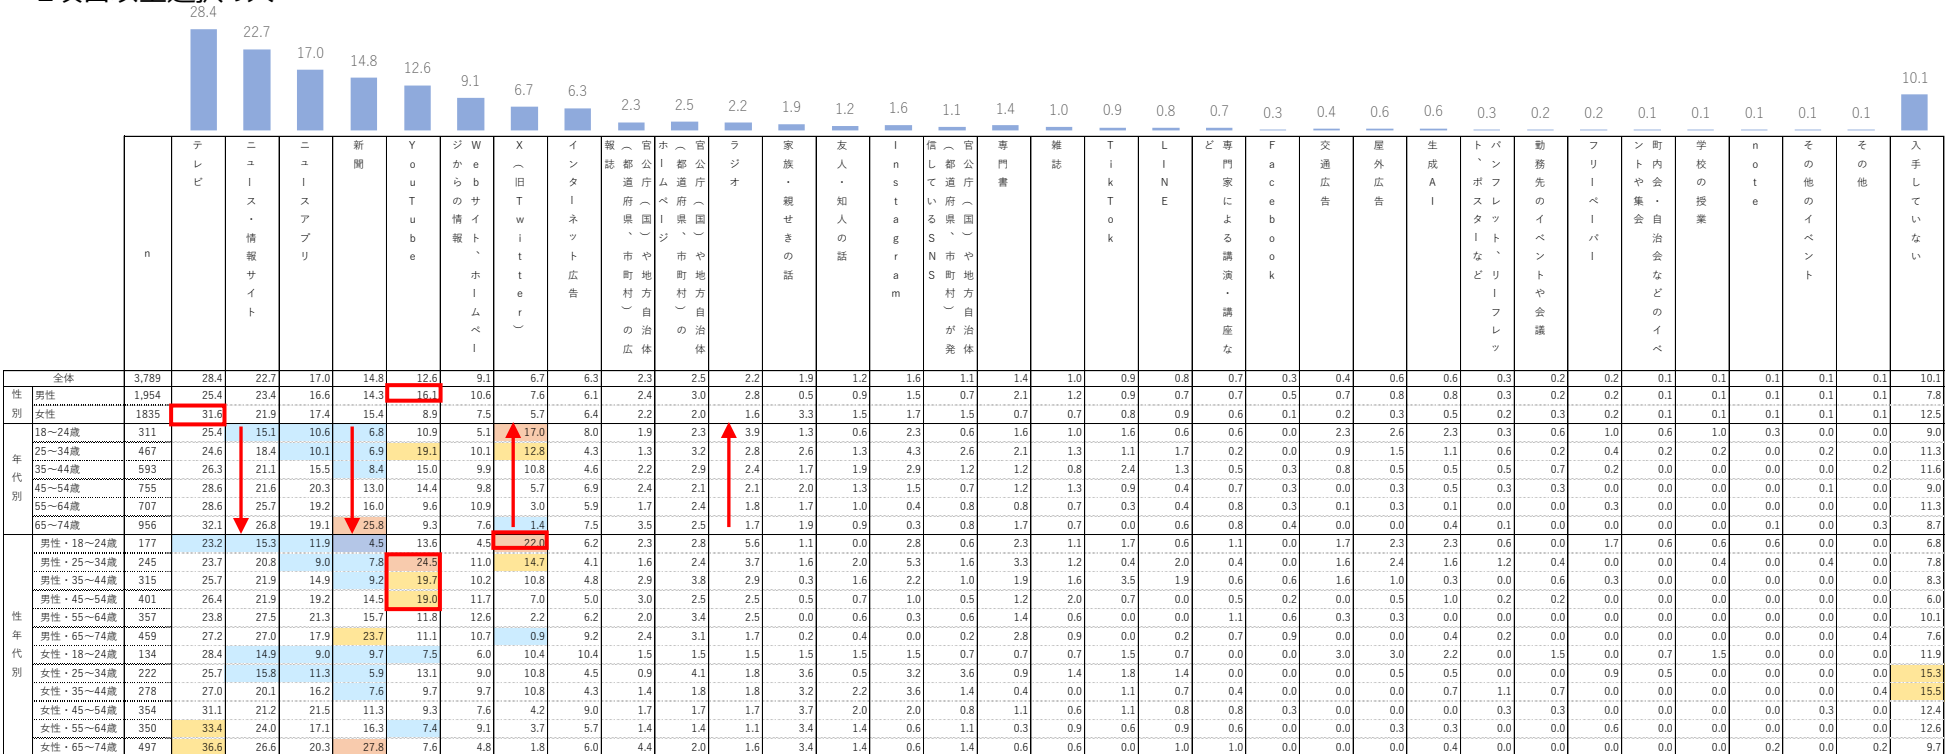 28.4 22.7 17.0 14.8 12.6 9.1 6.7 6.3 2.3 2.5 2.2 1.9 1.2 1.6 1.1 1.4 1.0 0.9 0.8 0.7 0.3 0.4 0.6 0.6 0.3 0.2 0.2 0.1 0.1 0.1 0.1 0.1 10.1
n
テレビ
ニュース・情報サイト
ニュースアプリ
新聞
YouTube
Webサイト、ホームページからの情報
X(旧Twitter)
インターネット広告
官公庁(国)や地方自治体(都道府県、市町村)の広報誌
官公庁(国)や地方自治体(都道府県、市町村)のホームページ
ラジオ
家族・親せきの話
友人・知人の話
Instagram
官公庁(国)や地方自治体(都道府県、市町村)が発信しているSNS
専門書
雑誌
TikTok
LINE
専門家による講演・講座など
Facebook
交通広告
屋外広告
生成AI
パンフレット、リーフレット、ポスターなど
勤務先のイベントや会議
フリーペーパー
町内会・自治会などのイベントや集会
学校の授業
note
その他のイベント
その他
入手していない
全体 3,789 28.4 22.7 17.0 14.8 12.6 9.1 6.7 6.3 2.3 2.5 2.2 1.9 1.2 1.6 1.1 1.4 1.0 0.9 0.8 0.7 0.3 0.4 0.6 0.6 0.3 0.2 0.2 0.1 0.1 0.1 0.1 0.1 10.1
性別
男性 1,954 25.4 23.4 16.6 14.3 16.1 10.6 7.6 6.1 2.4 3.0 2.8 0.5 0.9 1.5 0.7 2.1 1.2 0.9 0.7 0.7 0.5 0.7 0.8 0.8 0.3 0.2 0.2 0.1 0.1 0.1 0.1 0.1 7.8
女性 1835 31.6 21.9 17.4 15.4 8.9 7.5 5.7 6.4 2.2 2.0 1.6 3.3 1.5 1.7 1.5 0.7 0.7 0.8 0.9 0.6 0.1 0.2 0.3 0.5 0.2 0.3 0.2 0.1 0.1 0.1 0.1 0.1 12.5
年代別
18～24歳 311 25.4 15.1 10.6 6.8 10.9 5.1 17.0 8.0 1.9 2.3 3.9 1.3 0.6 2.3 0.6 1.6 1.0 1.6 0.6 0.6 0.0 2.3 2.6 2.3 0.3 0.6 1.0 0.6 1.0 0.3 0.0 0.0 9.0
25～34歳 467 24.6 18.4 10.1 6.9 19.1 10.1 12.8 4.3 1.3 3.2 2.8 2.6 1.3 4.3 2.6 2.1 1.3 1.1 1.7 0.2 0.0 0.9 1.5 1.1 0.6 0.2 0.4 0.2 0.2 0.0 0.2 0.0 11.3
35～44歳 593 26.3 21.1 15.5 8.4 15.0 9.9 10.8 4.6 2.2 2.9 2.4 1.7 1.9 2.9 1.2 1.2 0.8 2.4 1.3 0.5 0.3 0.8 0.5 0.5 0.5 0.7 0.2 0.0 0.0 0.0 0.0 0.2 11.6
45～54歳 755 28.6 21.6 20.3 13.0 14.4 9.8 5.7 6.9 2.4 2.1 2.1 2.0 1.3 1.5 0.7 1.2 1.3 0.9 0.4 0.7 0.3 0.0 0.5 0.3 0.3 0.0 0.0 0.0 0.0 0.0 0.1 0.0 9.0
55～64歳 707 28.6 25.7 19.2 16.0 9.6 10.9 3.0 5.9 1.7 2.4 1.8 1.7 1.0 0.4 0.8 0.8 0.7 0.3 0.4 0.8 0.3 0.1 0.3 0.1 0.0 0.0 0.3 0.0 0.0 0.0 0.0 0.0 11.3
65～74歳 956 32.1 26.8 19.1 25.8 9.3 7.6 1.4 7.5 3.5 2.5 1.7 1.9 0.9 0.3 0.8 1.7 0.7 0.0 0.6 0.8 0.4 0.0 0.0 0.4 0.1 0.0 0.0 0.0 0.0 0.1 0.0 0.3 8.7
性年代別
男性・18～24歳 177 23.2 15.3 11.9 4.5 13.6 4.5 22.0 6.2 2.3 2.8 5.6 1.1 0.0 2.8 0.6 2.3 1.1 1.7 0.6 1.1 0.0 1.7 2.3 2.3 0.6 0.0 1.7 0.6 0.6 0.6 0.0 0.0 6.8
男性・25～34歳 245 23.7 20.8 9.0 7.8 24.5 11.0 14.7 4.1 1.6 2.4 3.7 1.6 2.0 5.3 1.6 3.3 1.2 0.4 2.0 0.4 0.0 1.6 2.4 1.6 1.2 0.4 0.0 0.0 0.4 0.0 0.4 0.0 7.8
男性・35～44歳 315 25.7 21.9 14.9 9.2 19.7 10.2 10.8 4.8 2.9 3.8 2.9 0.3 1.6 2.2 1.0 1.9 1.6 3.5 1.9 0.6 0.6 1.6 1.0 0.3 0.0 0.6 0.3 0.0 0.0 0.0 0.0 0.0 8.3
男性・45～54歳 401 26.4 21.9 19.2 14.5 19.0 11.7 7.0 5.0 3.0 2.5 2.5 0.5 0.7 1.0 0.5 1.2 2.0 0.7 0.0 0.5 0.2 0.0 0.5 1.0 0.2 0.2 0.0 0.0 0.0 0.0 0.0 0.0 6.0
男性・55～64歳 357 23.8 27.5 21.3 15.7 11.8 12.6 2.2 6.2 2.0 3.4 2.5 0.0 0.6 0.3 0.6 1.4 0.6 0.0 0.0 1.1 0.6 0.3 0.3 0.0 0.0 0.0 0.0 0.0 0.0 0.0 0.0 0.0 10.1
男性・65～74歳 459 27.2 27.0 17.9 23.7 11.1 10.7 0.9 9.2 2.4 3.1 1.7 0.2 0.4 0.0 0.2 2.8 0.9 0.0 0.2 0.7 0.9 0.0 0.0 0.4 0.2 0.0 0.0 0.0 0.0 0.0 0.0 0.4 7.6
女性・18～24歳 134 28.4 14.9 9.0 9.7 7.5 6.0 10.4 10.4 1.5 1.5 1.5 1.5 1.5 1.5 0.7 0.7 0.7 1.5 0.7 0.0 0.0 3.0 3.0 2.2 0.0 1.5 0.0 0.7 1.5 0.0 0.0 0.0 11.9
女性・25～34歳 222 25.7 15.8 11.3 5.9 13.1 9.0 10.8 4.5 0.9 4.1 1.8 3.6 0.5 3.2 3.6 0.9 1.4 1.8 1.4 0.0 0.0 0.0 0.5 0.5 0.0 0.0 0.9 0.5 0.0 0.0 0.0 0.0 15.3
女性・35～44歳 278 27.0 20.1 16.2 7.6 9.7 9.7 10.8 4.3 1.4 1.8 1.8 3.2 2.2 3.6 1.4 0.4 0.0 1.1 0.7 0.4 0.0 0.0 0.0 0.7 1.1 0.7 0.0 0.0 0.0 0.0 0.0 0.4 15.5
女性・45～54歳 354 31.1 21.2 21.5 11.3 9.3 7.6 4.2 9.0 1.7 1.7 1.7 3.7 2.0 2.0 0.8 1.1 0.6 1.1 0.8 0.8 0.3 0.0 0.6 0.0 0.3 0.0 0.0 0.0 0.0 0.0 0.3 0.0 12.4
女性・55～64歳 350 33.4 24.0 17.1 16.3 7.4 9.1 3.7 5.7 1.4 1.4 1.1 3.4 1.4 0.6 1.1 0.3 0.9 0.6 0.9 0.6 0.0 0.0 0.3 0.3 0.0 0.0 0.6 0.0 0.0 0.0 0.0 0.0 12.6
女性・65～74歳 497 36.6 26.6 20.3 27.8 7.6 4.8 1.8 6.0 4.4 2.0 1.6 3.4 1.4 0.6 1.4 0.6 0.6 0.0 1.0 1.0 0.0 0.0 0.0 0.4 0.0 0.0 0.0 0.0 0.0 0.2 0.0 0.2 9.7